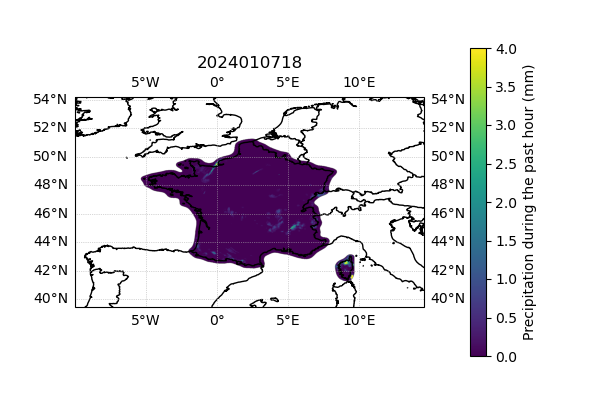 2024010718
5°W 0° 5°E 10°E
54°N 54°N
52°N 52°N
50°N 50°N
48°N 48°N
46°N 46°N
44°N 44°N
42°N 42°N
40°N 40°N
5°W 0° 5°E 10°E
4.0
3.5
3.0
2.5
2.0
1.5
1.0
0.5
0.0
Precipitation during the past hour (mm)